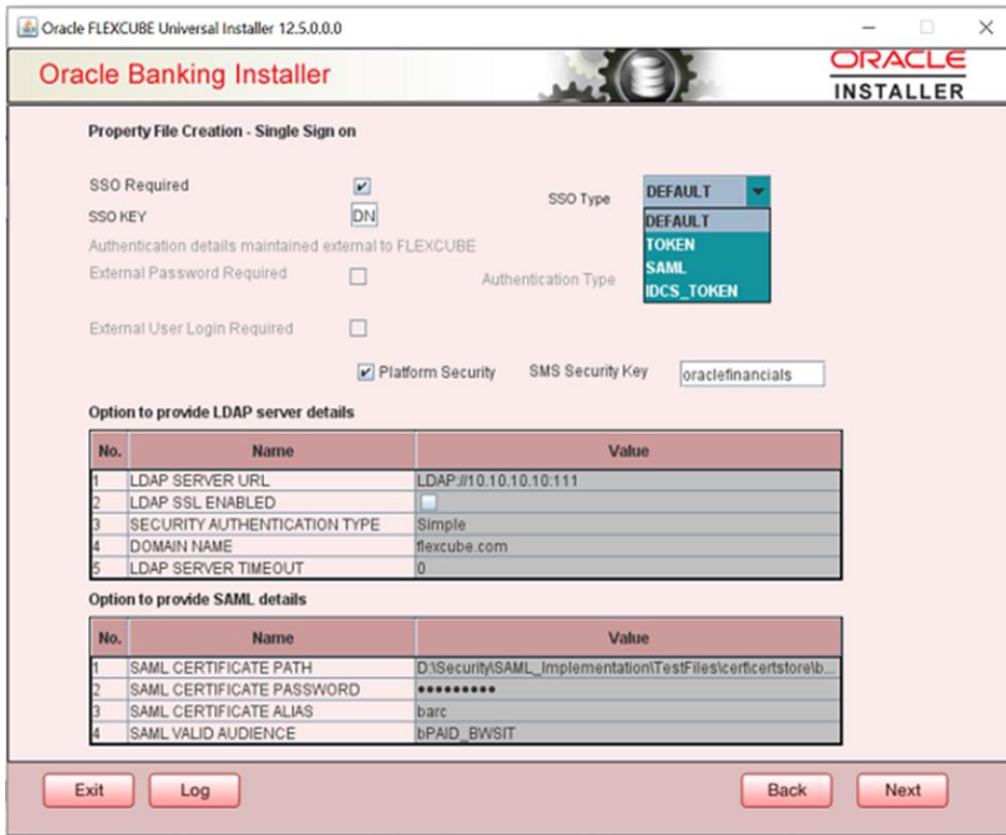 Oracle FLEXCUBE Universal Installer 12.5.0.0.0
Oracle Banking Installer
ORACLE
INSTALLER
Property File Creation - Single Sign on
SSO Required
SSO Type
DEFAULT
SSO KEY
DN
DEFAULT
TOKEN
SAML
IDCS_TOKEN
Authentication details maintained external to FLEXCUBE
External Password Required
Authentication Type
External User Login Required
Platform Security
SMS Security Key
oraclefinancials
Option to provide LDAP server details
No. Name Value
1 LDAP SERVER URL LDAP://10.10.10.10:111
2 LDAP SSL ENABLED
3 SECURITY AUTHENTICATION TYPE Simple
4 DOMAIN NAME flexcube.com
5 LDAP SERVER TIMEOUT 0
Option to provide SAML details
No. Name Value
1 SAML CERTIFICATE PATH D:\Security\SAML_Implementation\TestFiles\cert\certstore\b...
2 SAML CERTIFICATE PASSWORD •••••••••
3 SAML CERTIFICATE ALIAS barc
4 SAML VALID AUDIENCE bPAID_BWSIT
Exit Log Back Next